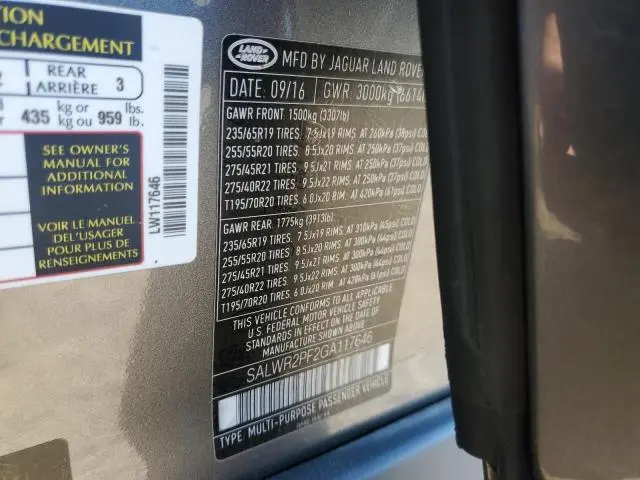 TION
CHARGEMENT
REAR
ARRIÈRE 3
435 kg or
kg ou 959 lbs.
lb.
SEE OWNER'S
MANUAL FOR
ADDITIONAL
INFORMATION
VOIR LE MANUEL
DEL'USAGER
POUR PLUS DE
RENSEIGNEMENTS
LW117646
LAND
ROVER
MFD BY JAGUAR LAND ROVER
DATE: 09/16 GWR: 3000kg (6614
GAWR FRONT 1500kg (3307lb)
235/65R19 TIRES, 7.5Jx19 RIMS, AT 260kPa (38psi) COLD
255/55R20 TIRES, 8.5Jx20 RIMS, AT 250kPa (37psi) COLD
275/45R21 TIRES, 9.5Jx21 RIMS, AT 250kPa (37psi) COLD
275/40R22 TIRES, 9.5Jx22 RIMS, AT 250kPa (37psi) COLD
T195/70R20 TIRES, 6.0Jx20 RIM, AT 420kPa (61psi) COLD
GAWR REAR 1775kg (3913lb)
235/65R19 TIRES, 7.5Jx19 RIMS, AT 310kPa (45psi) COLD
255/55R20 TIRES, 8.5Jx20 RIMS, AT 300kPa (44psi) COLD
275/45R21 TIRES, 9.5Jx21 RIMS, AT 300kPa (44psi) COLD
275/40R22 TIRES, 9.5Jx22 RIMS, AT 300kPa (44psi) COLD
T195/70R20 TIRES, 6.0Jx20 RIM, AT 420kPa (61psi) COLD
THIS VEHICLE CONFORMS TO ALL APPLICABLE
U.S. FEDERAL MOTOR VEHICLE SAFETY
STANDARDS IN EFFECT ON THE DATE OF
MANUFACTURE SHOWN ABOVE
SALWR2PF2GA117646
TYPE: MULTI-PURPOSE PASSENGER VEHICLE